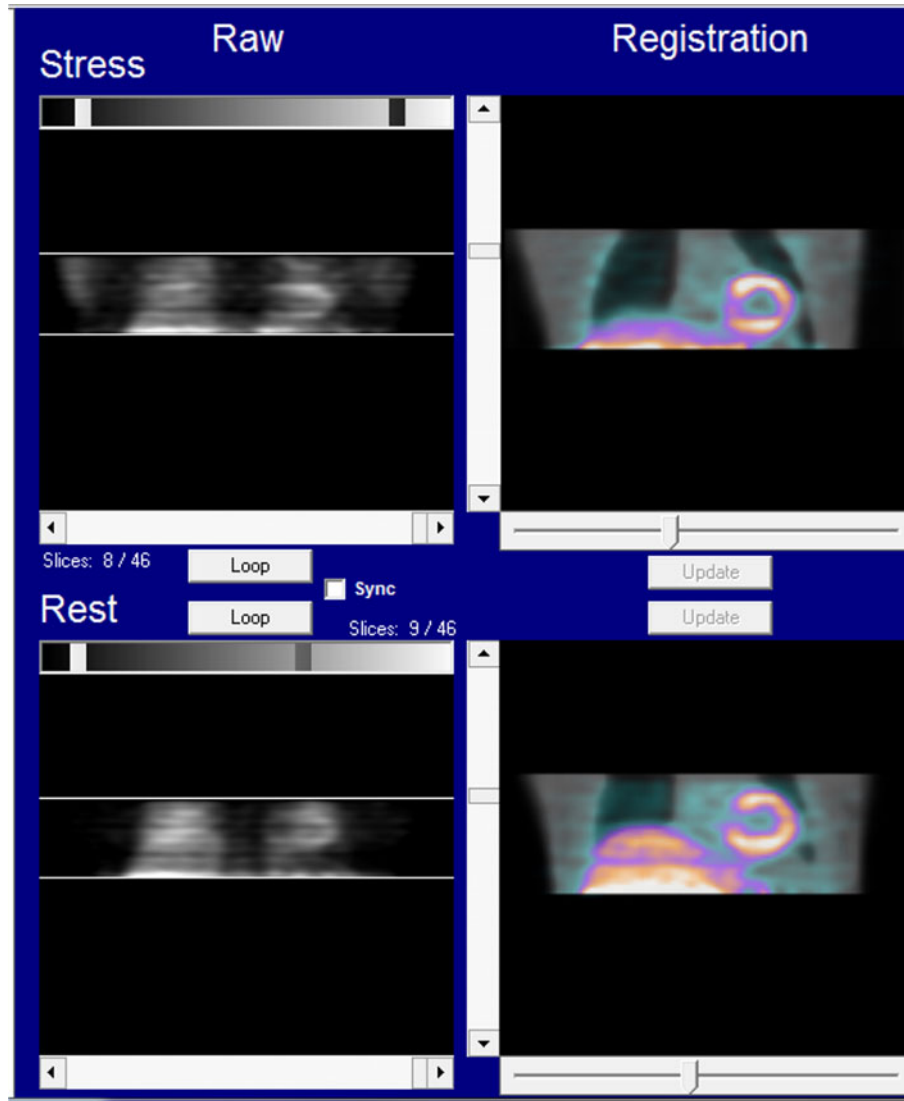 Raw
Registration
Stress
Slices: 8 / 46
Loop
Sync
Update
Rest
Loop
Slices: 9 / 46
Update